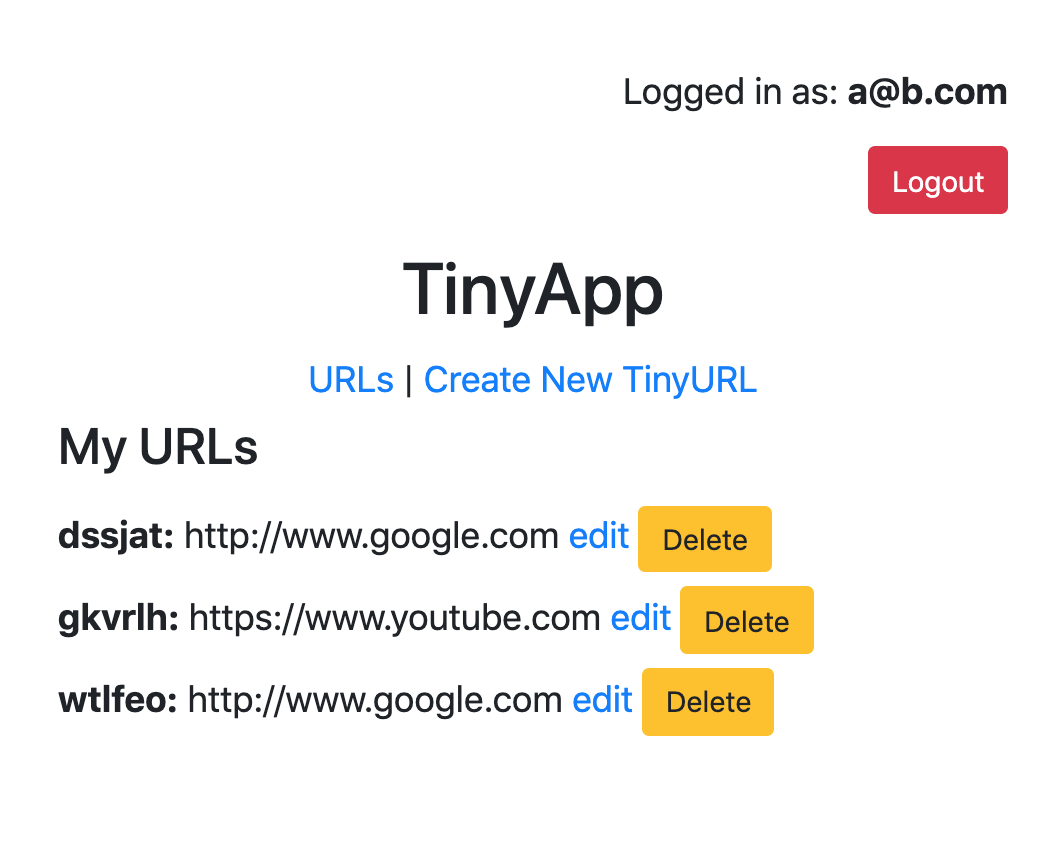 Logged in as: a@b.com
Logout
TinyApp
URLs | Create New TinyURL
My URLs
dssjat: http://www.google.com edit Delete
gkvrlh: https://www.youtube.com edit Delete
wtlfeo: http://www.google.com edit Delete